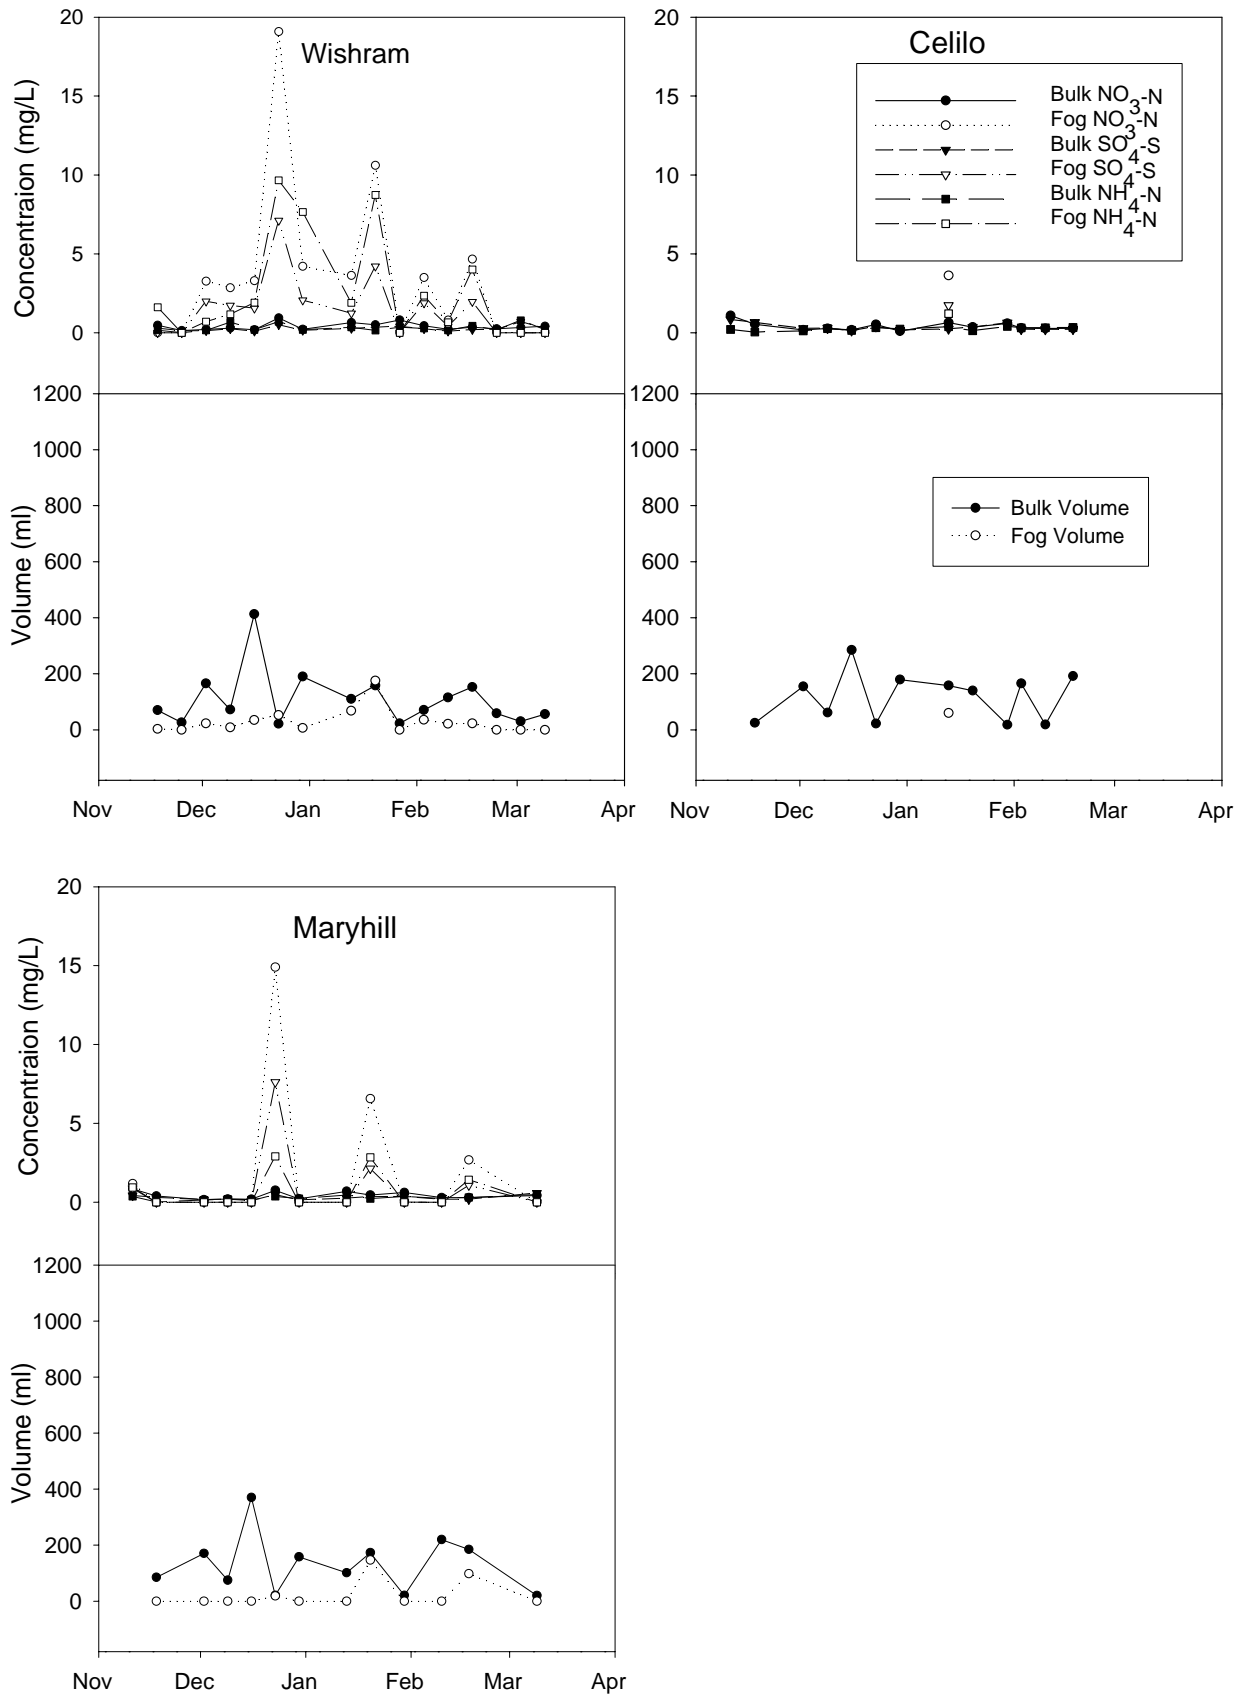 Wishram
20
15
10
5
0
Concentraion (mg/L)
1200
1000
800
600
400
200
0
Volume (ml)
Nov Dec Jan Feb Mar Apr
Celilo
20
15
10
5
0
Bulk NO3-N
Fog NO3-N
Bulk SO4-S
Fog SO4-S
Bulk NH4-N
Fog NH4-N
1200
1000
800
600
400
200
0
Bulk Volume
Fog Volume
Nov Dec Jan Feb Mar Apr
Maryhill
20
15
10
5
0
Concentraion (mg/L)
1200
1000
800
600
400
200
0
Volume (ml)
Nov Dec Jan Feb Mar Apr